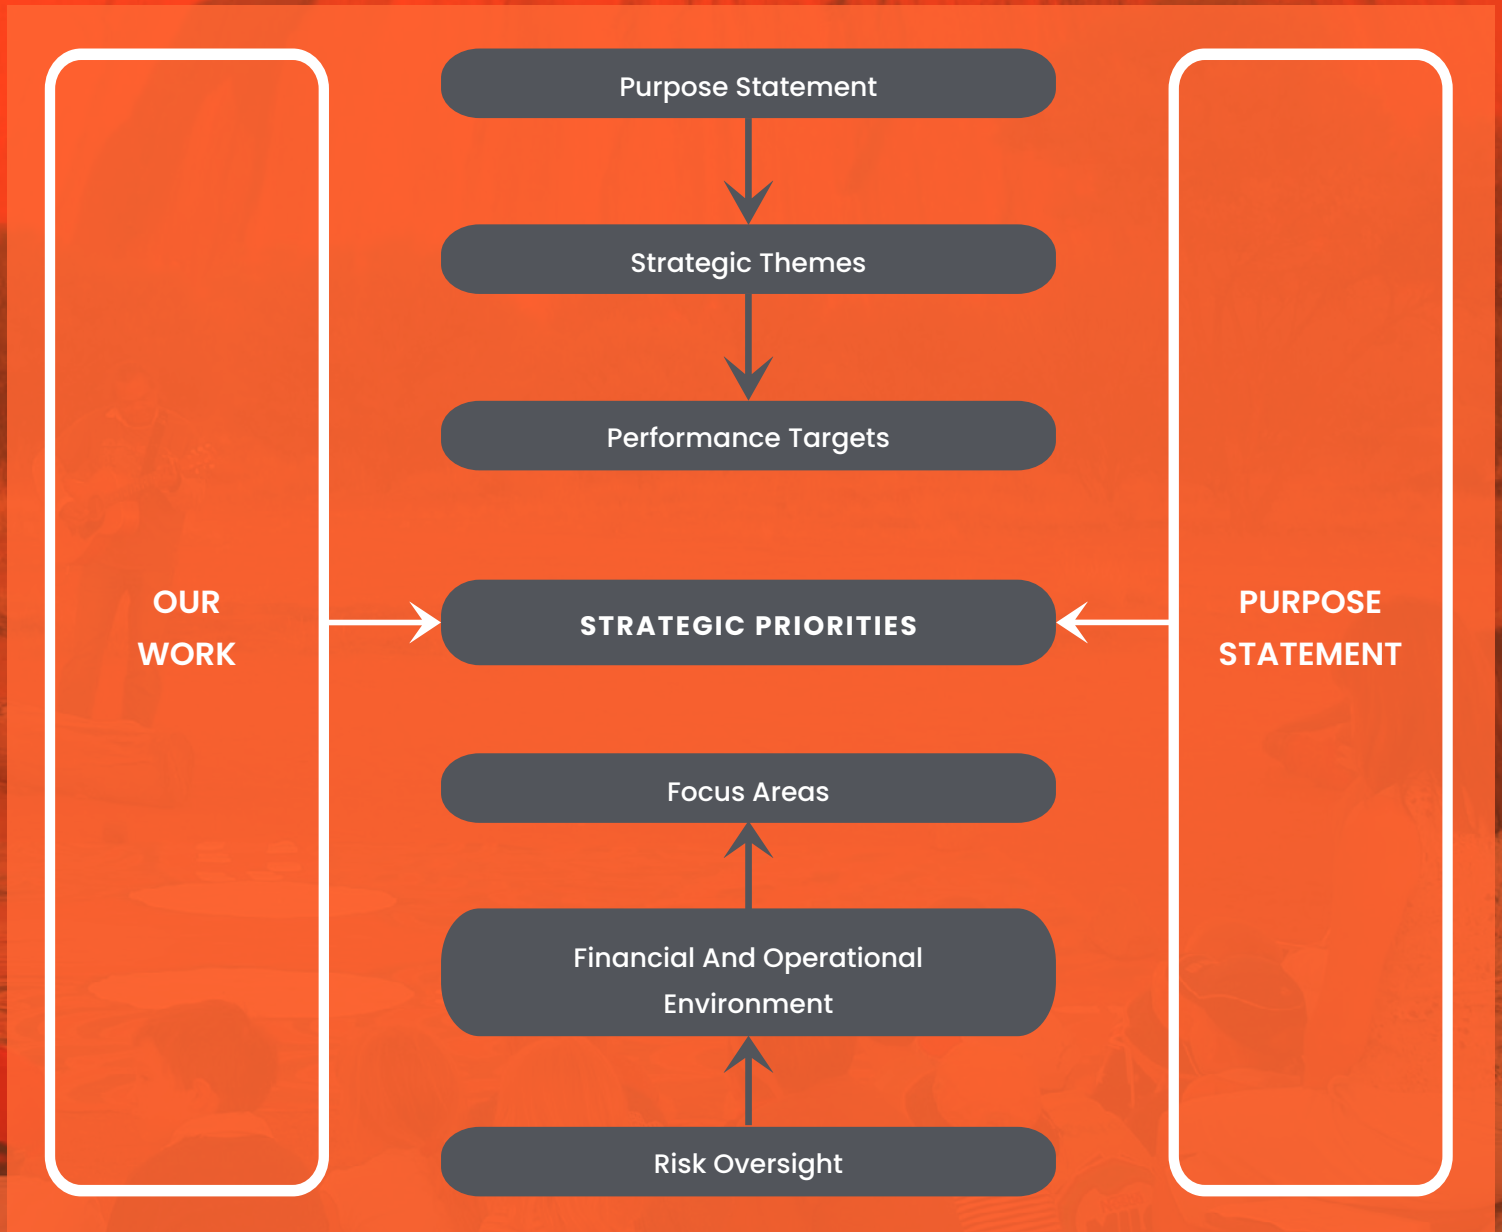 Purpose Statement
Strategic Themes
Performance Targets
OUR
WORK
STRATEGIC PRIORITIES
PURPOSE
STATEMENT
Focus Areas
Financial And Operational
Environment
Risk Oversight